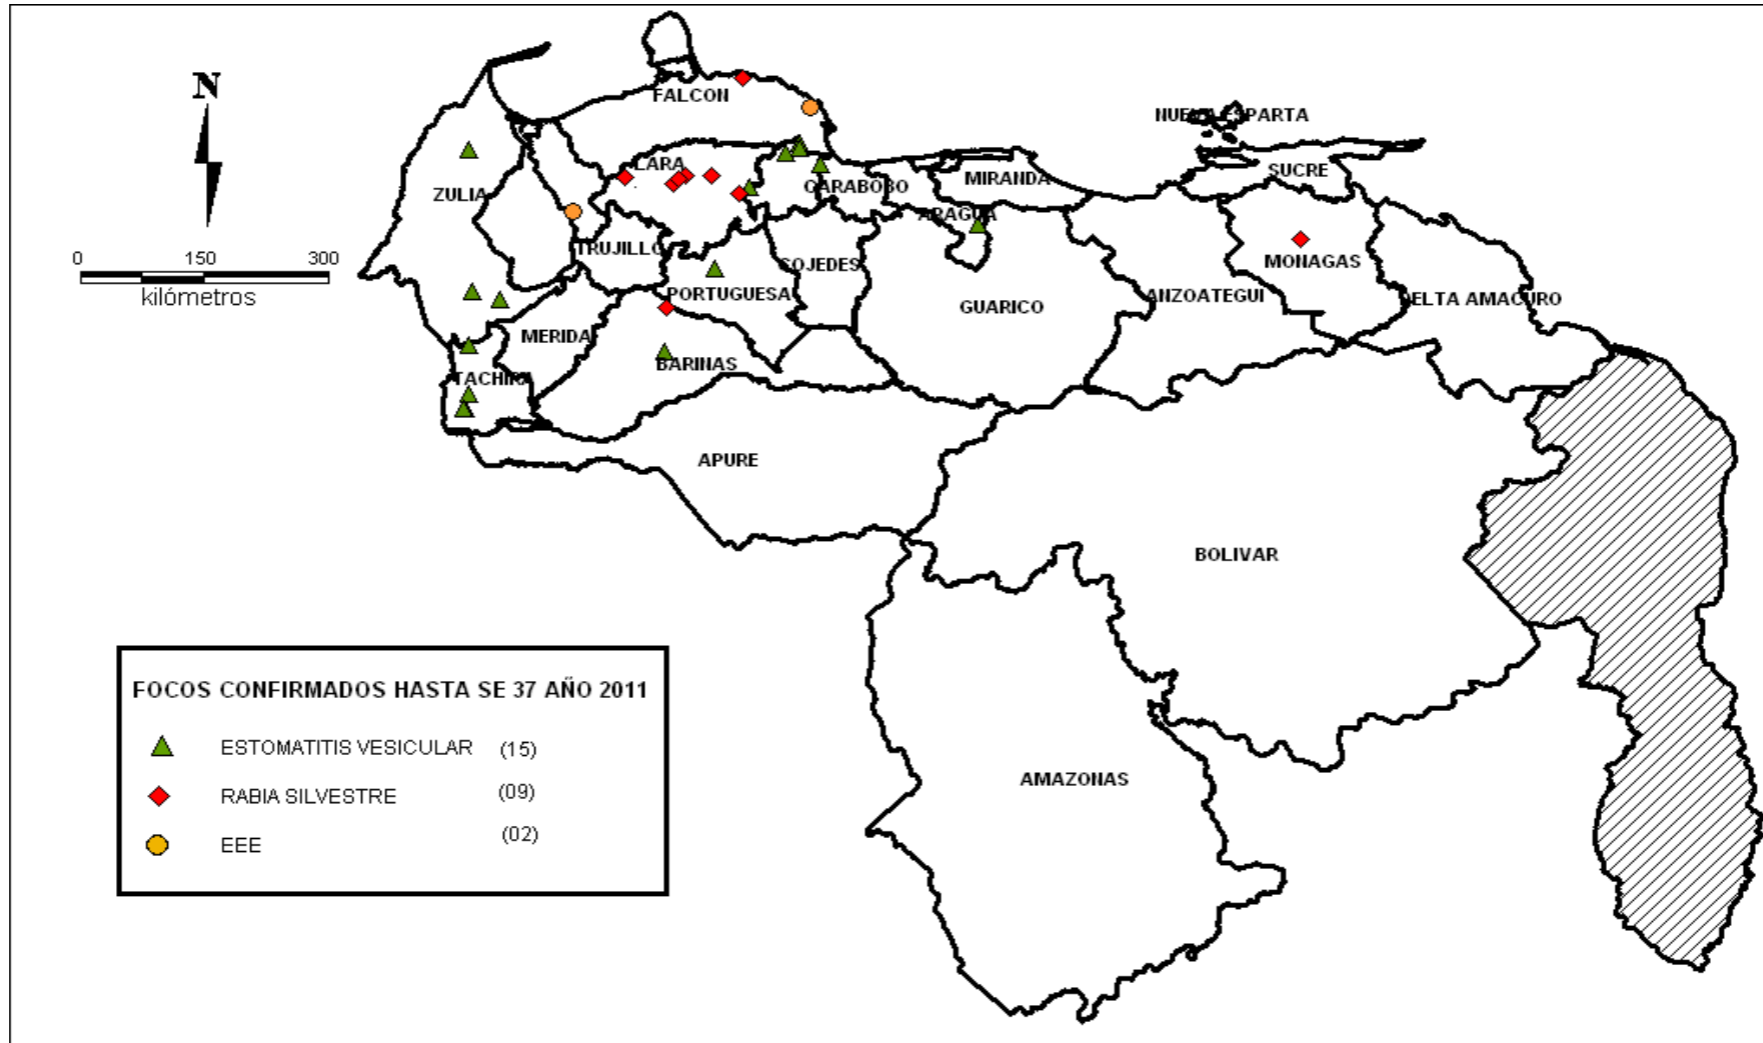 N
0 150 300
kilómetros
FALCON
NUEVA ESPARTA
LARA
MIRANDA
SUCRE
ZULIA
CARABOBO
ARAGUA
TRUJILLO
COJEDES
MONAGAS
PORTUGUESA
ANZOATEGUI
DELTA AMACURO
GUARICO
MERIDA
BARINAS
TACHIRA
APURE
BOLIVAR
AMAZONAS
FOCOS CONFIRMADOS HASTA SE 37 AÑO 2011
ESTOMATITIS VESICULAR (15)
RABIA SILVESTRE (09)
EEE (02)